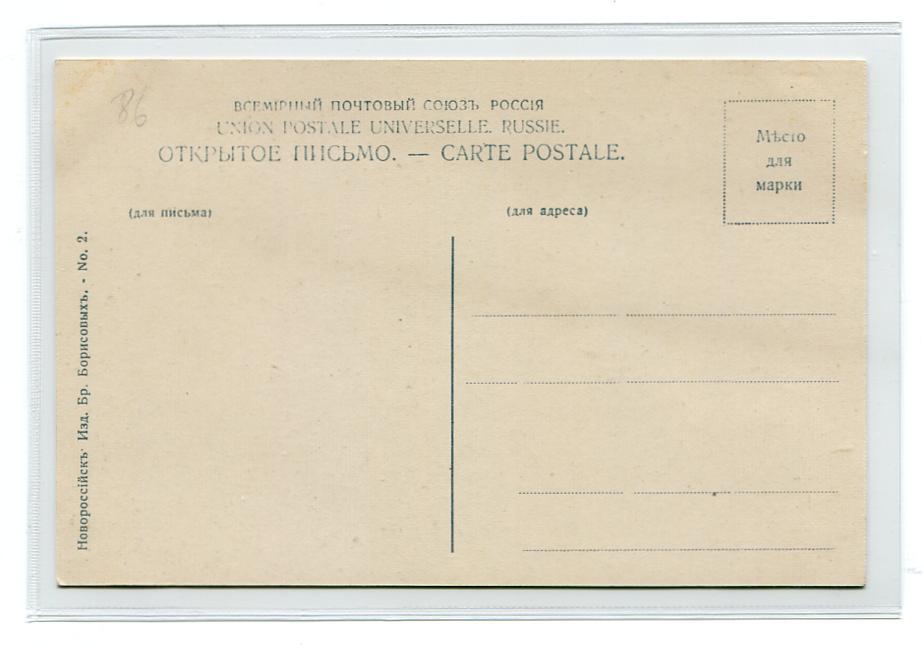 86
ВСЕМІРНЫЙ ПОЧТОВЫЙ СОЮЗЪ РОССІЯ
UNION POSTALE UNIVERSELLE. RUSSIE.
ОТКРЫТОЕ ПИСЬМО. — CARTE POSTALE.
Мѣсто
для
марки
(для письма)
(для адреса)
Новороссійскъ Изд. Бр. Борисовыхъ. - No. 2.